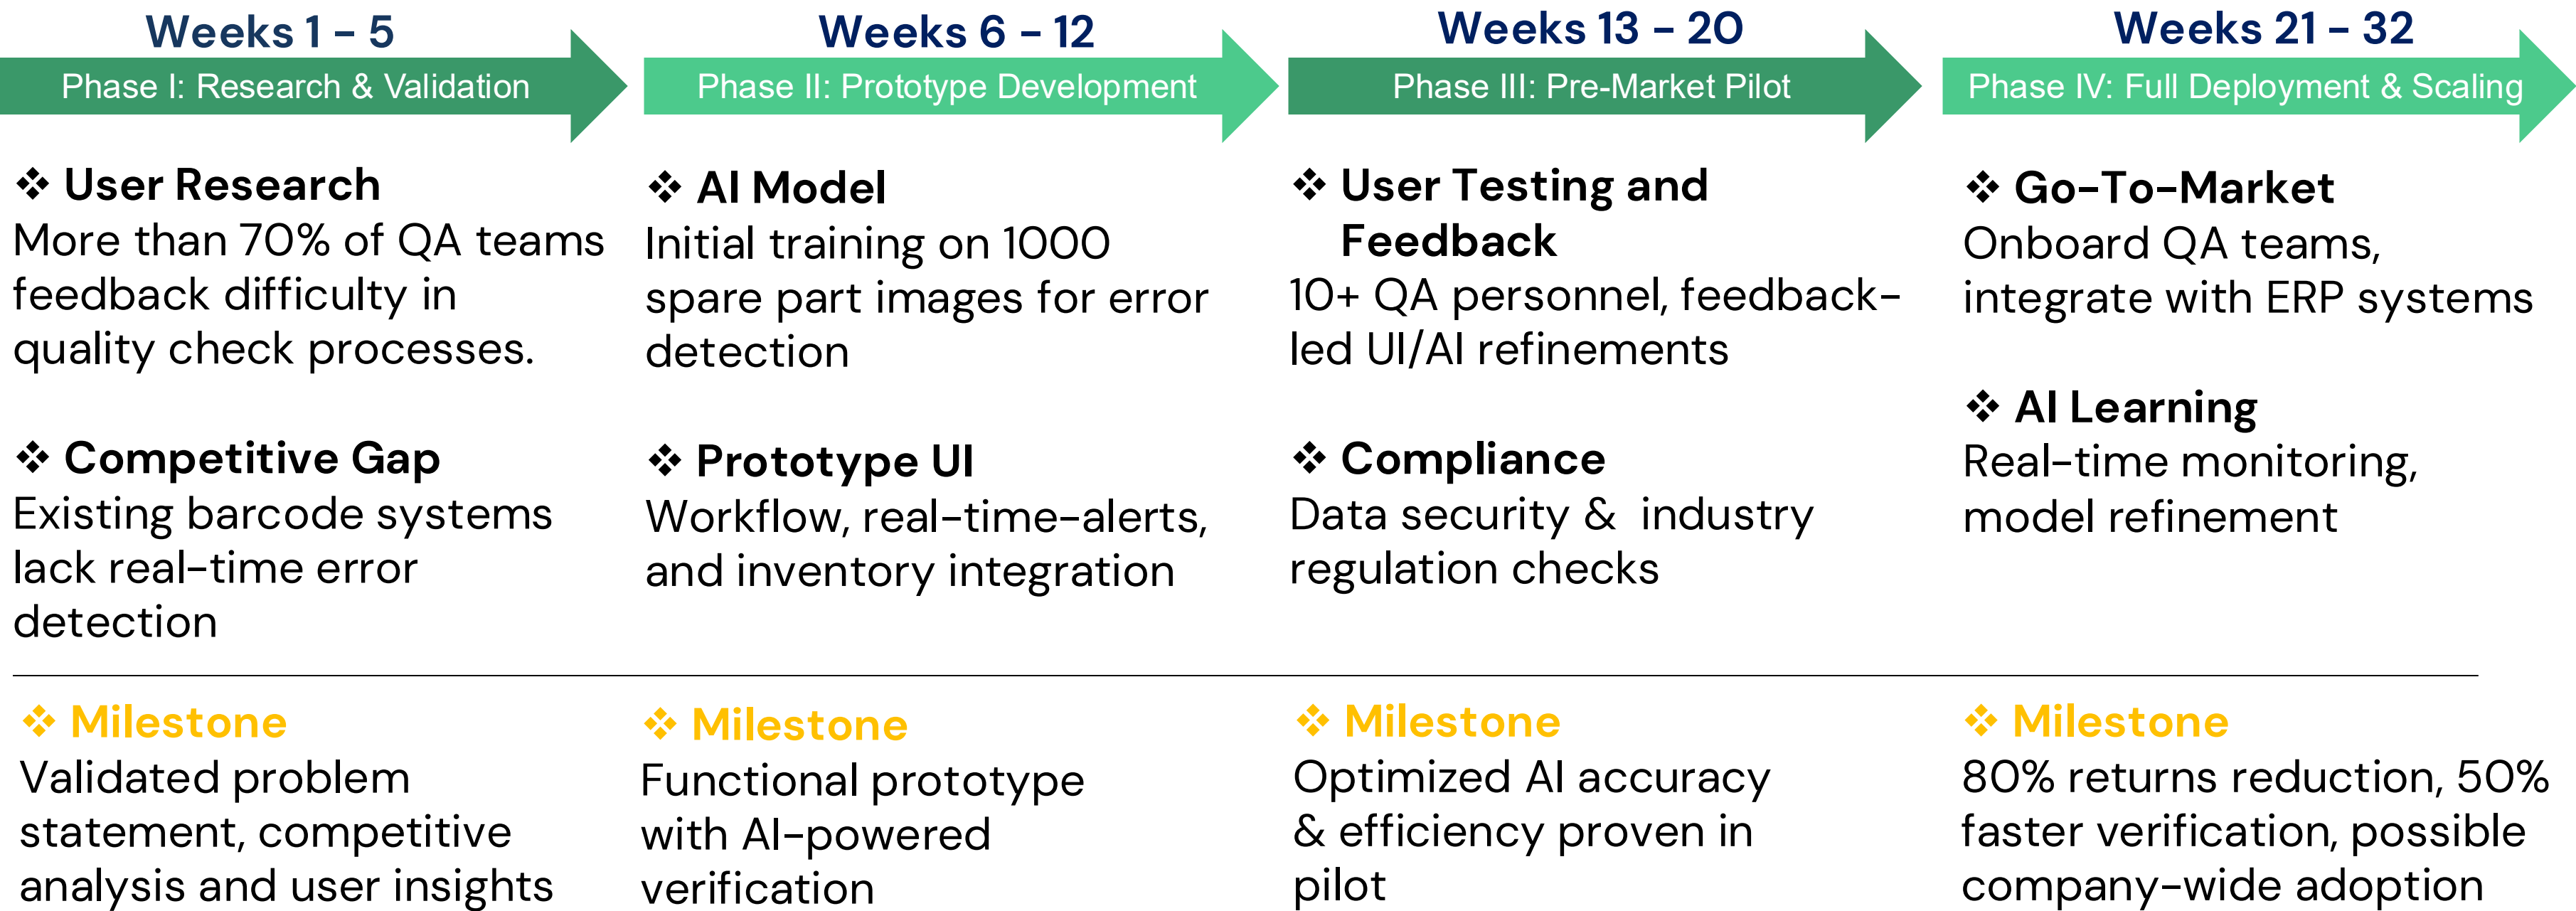 Weeks 1 – 5
Phase I: Research & Validation
❖ User Research
More than 70% of QA teams
feedback difficulty in
quality check processes.
❖ Competitive Gap
Existing barcode systems
lack real-time error
detection
❖ Milestone
Validated problem
statement, competitive
analysis and user insights
Weeks 6 – 12
Phase II: Prototype Development
❖ AI Model
Initial training on 1000
spare part images for error
detection
❖ Prototype UI
Workflow, real-time-alerts,
and inventory integration
❖ Milestone
Functional prototype
with AI-powered
verification
Weeks 13 – 20
Phase III: Pre-Market Pilot
❖ User Testing and
Feedback
10+ QA personnel, feedback-
led UI/AI refinements
❖ Compliance
Data security &  industry
regulation checks
❖ Milestone
Optimized AI accuracy
& efficiency proven in
pilot
Weeks 21 – 32
Phase IV: Full Deployment & Scaling
❖ Go-To-Market
Onboard QA teams,
integrate with ERP systems
❖ AI Learning
Real-time monitoring,
model refinement
❖ Milestone
80% returns reduction, 50%
faster verification, possible
company-wide adoption